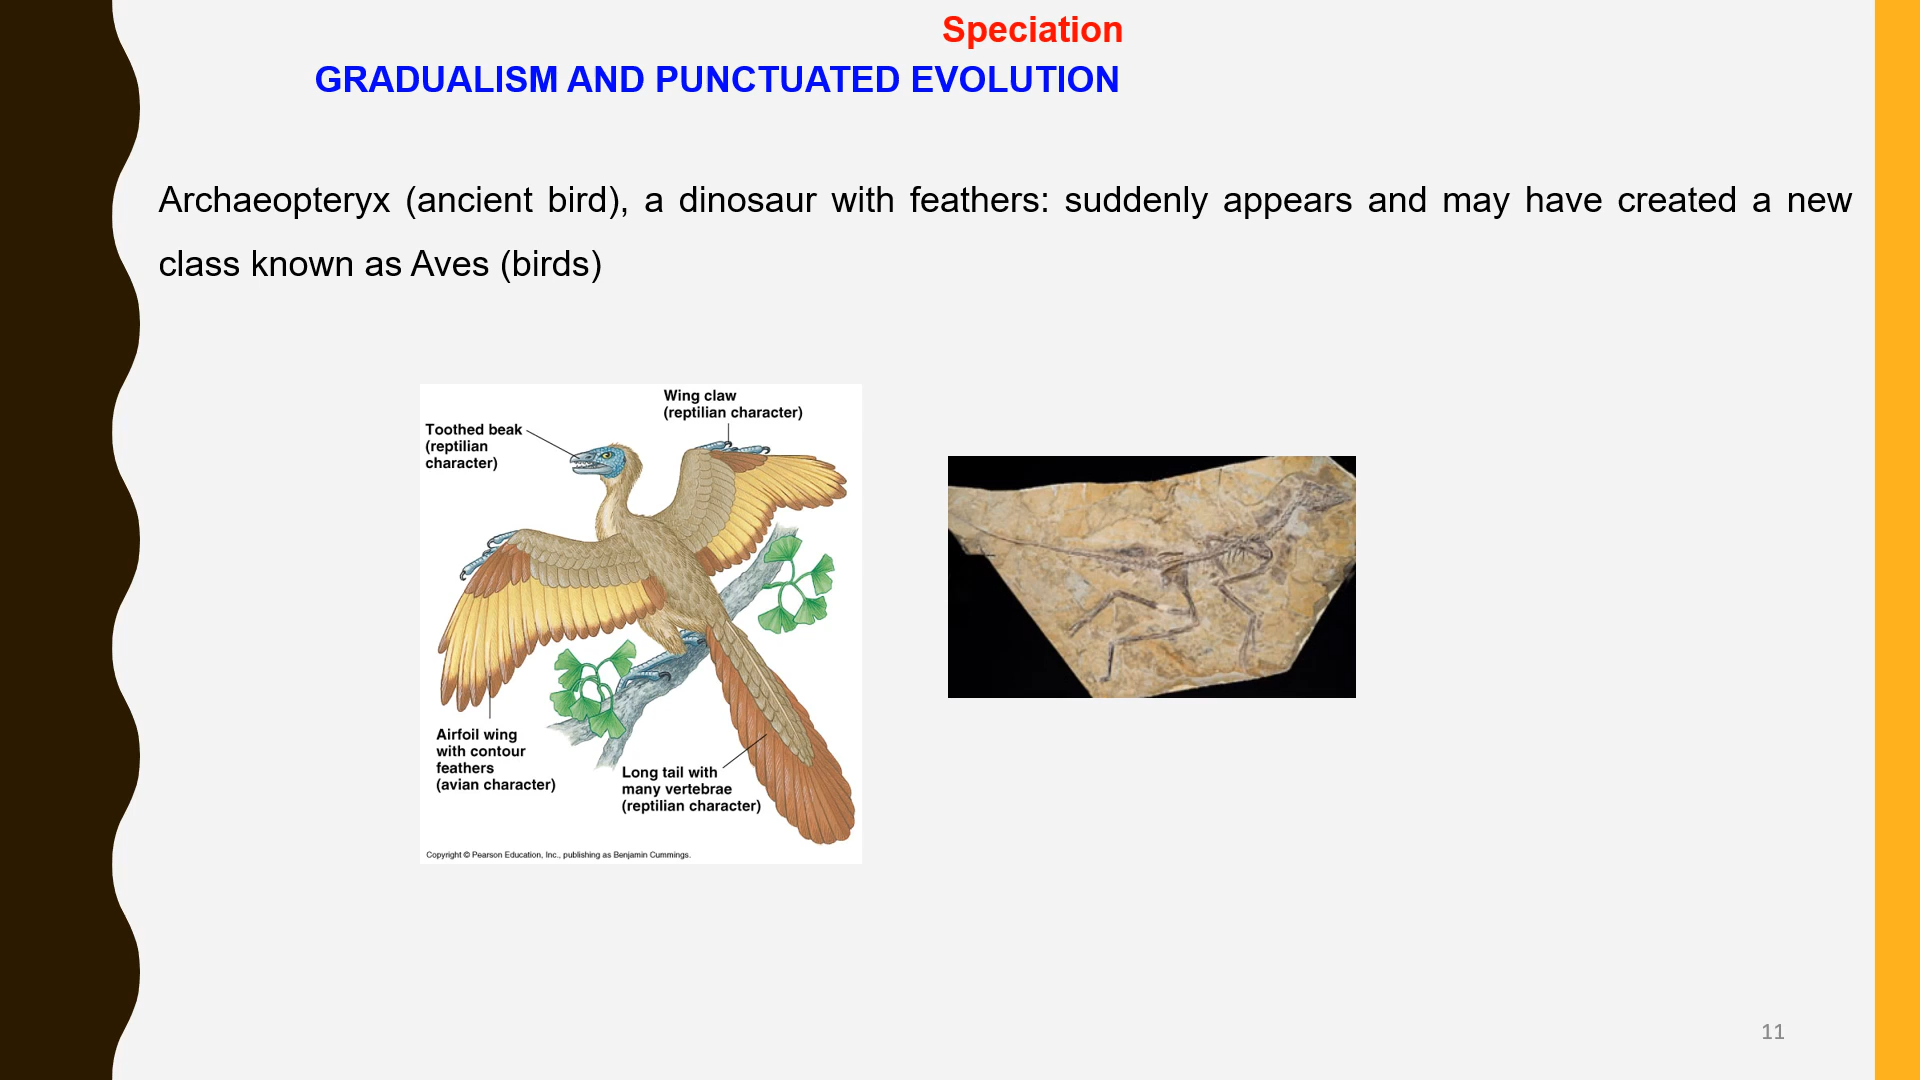 Speciation
GRADUALISM AND PUNCTUATED EVOLUTION
Archaeopteryx (ancient bird), a dinosaur with feathers: suddenly appears and may have created a new
class known as Aves (birds)
Wing claw
(reptilian character)
Toothed beak
(reptilian
character)
Airfoil wing
with contour
feathers
(avian character)
Long tail with
many vertebrae
(reptilian character)
Copyright © Pearson Education, Inc., publishing as Benjamin Cummings.
11